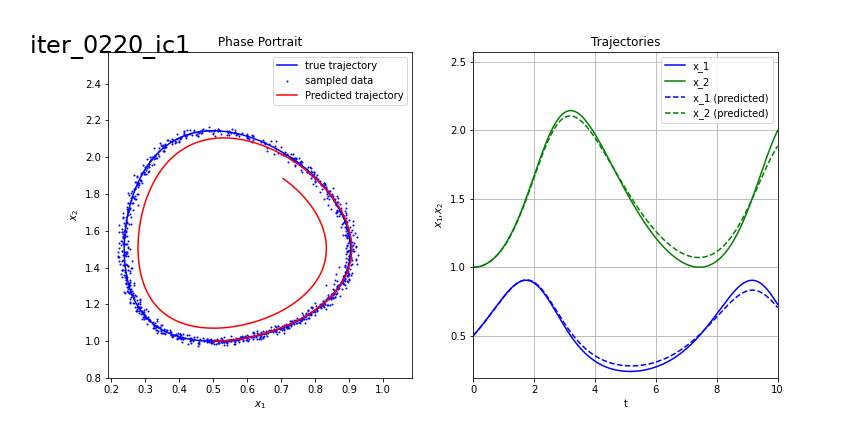 iter_0220_ic1
Phase Portrait
true trajectory
sampled data
Predicted trajectory
2.4
2.2
2.0
1.8
1.6
1.4
1.2
1.0
0.8
x₂
0.2 0.3 0.4 0.5 0.6 0.7 0.8 0.9 1.0
x₁
Trajectories
x_1
x_2
x_1 (predicted)
x_2 (predicted)
2.5
2.0
1.5
1.0
0.5
x₁,x₂
0 2 4 6 8 10
t